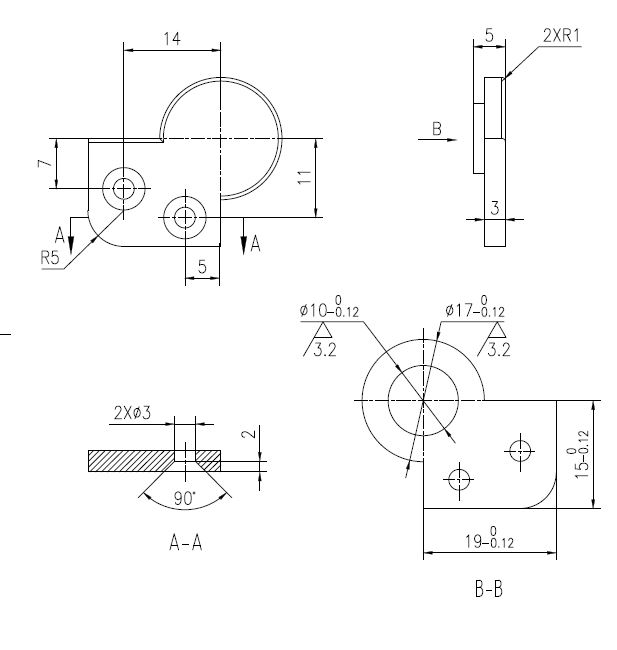 14
5
2XR1
7
11
B
3
A
A
R5
5
ø10 0 -0.12
3.2
ø17 0 -0.12
3.2
2Xø3
2
90°
A-A
15 0 -0.12
19 0 -0.12
B-B